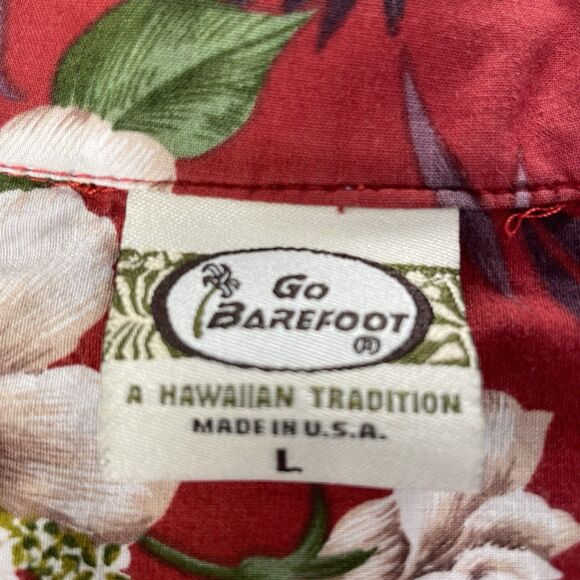 Go
BAREFOOT
®
A HAWAIIAN TRADITION
MADE IN U.S.A.
L